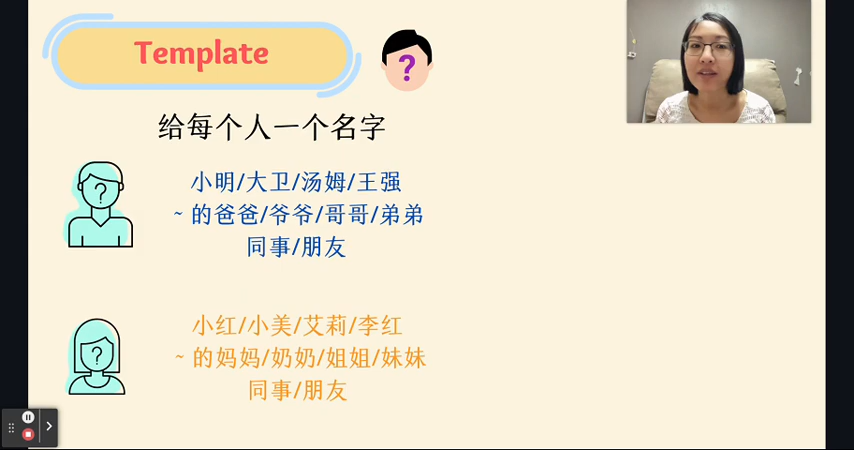 Template
?
给每个人一个名字
?
小明/大卫/汤姆/王强
~ 的爸爸/爷爷/哥哥/弟弟
同事/朋友
?
小红/小美/艾莉/李红
~ 的妈妈/奶奶/姐姐/妹妹
同事/朋友